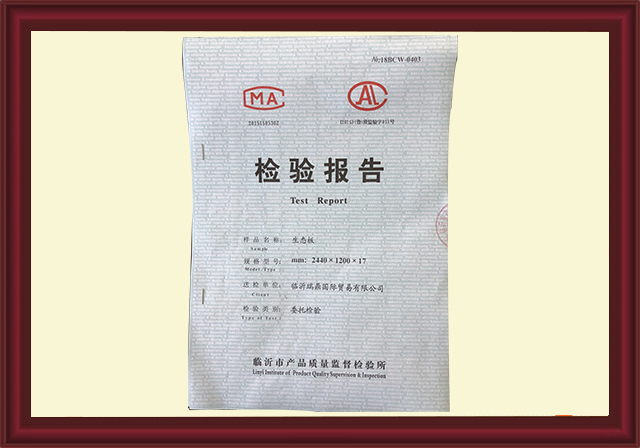 No:18BCW-0403
MA
CAL
检验报告
Test Report
样品名称: 生态板
Sample
规格型号: mm: 2440×1200×17
Model/Type
送检单位: 临沂瑞鼎国际贸易有限公司
Client
检验类别: 委托检验
Type of Test
临沂市产品质量监督检验所
Linyi Institute of Product Quality Supervision & Inspection